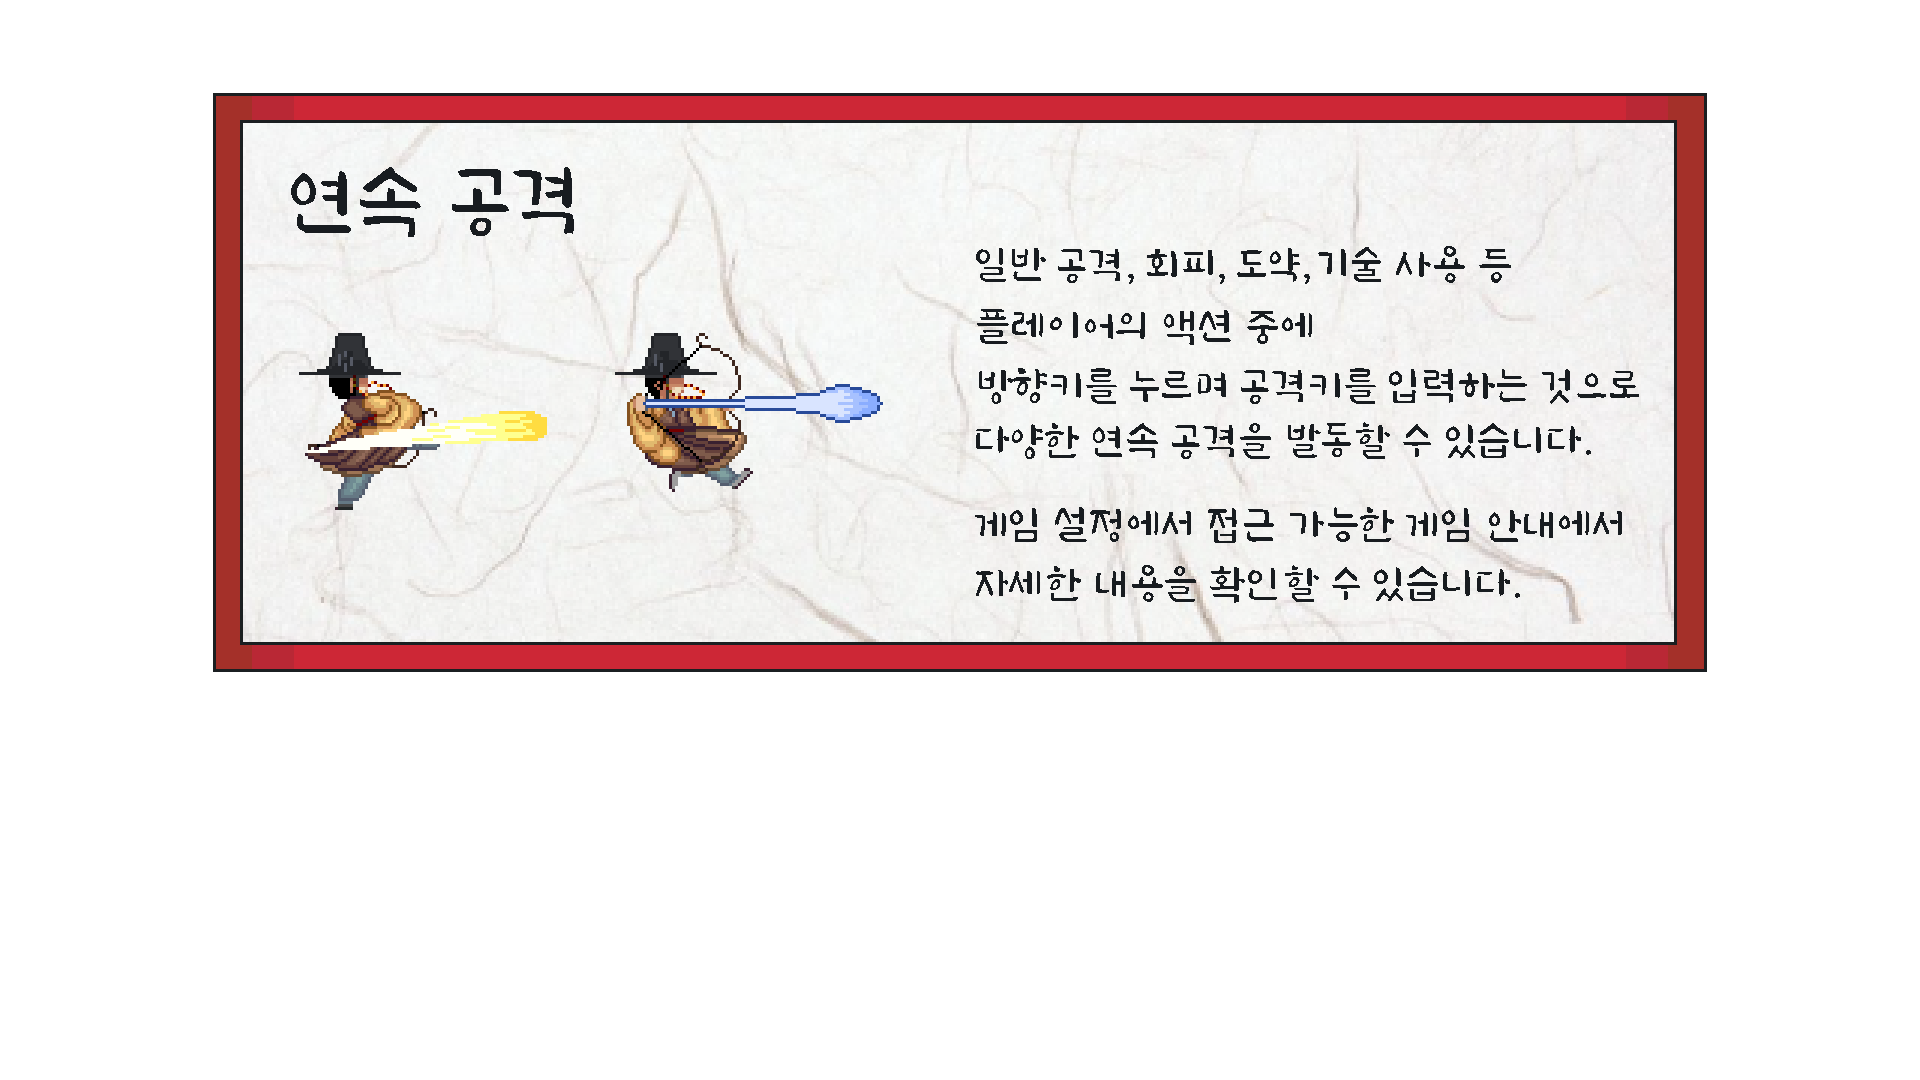 연속 공격
일반 공격, 회피, 도약,기술 사용 등
플레이어의 액션 중에
방향키를 누르며 공격키를 입력하는 것으로
다양한 연속 공격을 발동할 수 있습니다.
게임 설정에서 접근 가능한 게임 안내에서
자세한 내용을 확인할 수 있습니다.